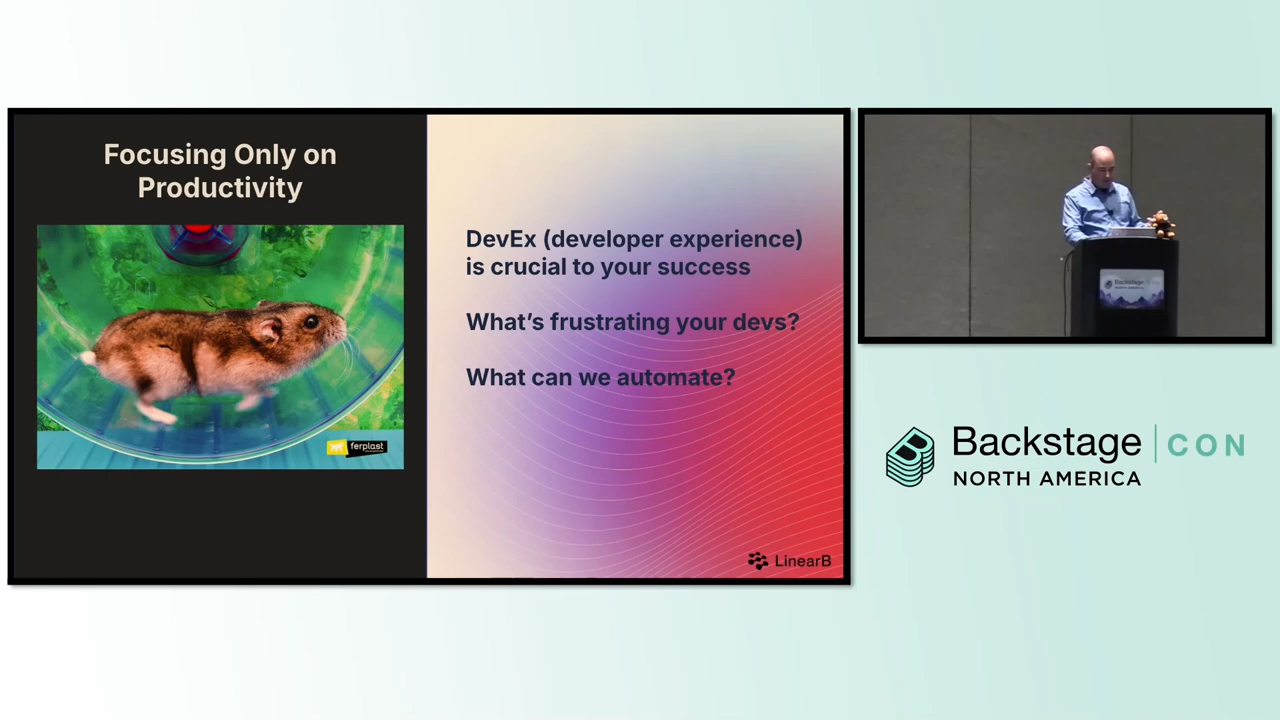 Focusing Only on
Productivity
ferplast
DevEx (developer experience)
is crucial to your success
What’s frustrating your devs?
What can we automate?
LinearB
Backstage
Backstage CON
NORTH AMERICA